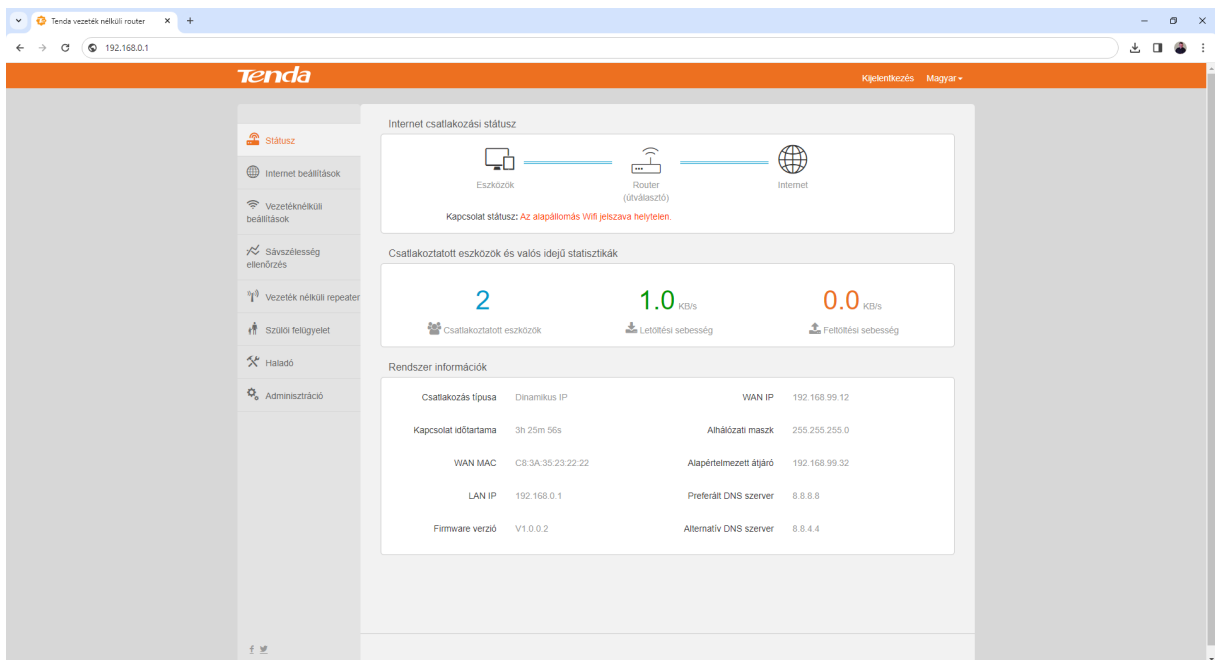 Tenda vezeték nélküli router
192.168.0.1
Tenda
Kijelentkezés Magyar
Státusz
Internet beállítások
Vezetéknélküli
beállítások
Sávszélesség
ellenőrzés
Vezeték nélküli repeater
Szülői felügyelet
Haladó
Adminisztráció
Internet csatlakozási státusz
Eszközök
Router
(útválasztó)
Internet
Kapcsolat státusz: Az alapállomás Wifi jelszava helytelen.
Csatlakoztatott eszközök és valós idejű statisztikák
2
1.0 KB/s
0.0 KB/s
Csatlakoztatott eszközök
Letöltési sebesség
Feltöltési sebesség
Rendszer információk
Csatlakozás típusa Dinamikus IP
WAN IP 192.168.99.12
Kapcsolat időtartama 3h 25m 56s
Alhálózati maszk 255.255.255.0
WAN MAC C8:3A:35:23:22:22
Alapértelmezett átjáró 192.168.99.32
LAN IP 192.168.0.1
Preferált DNS szerver 8.8.8.8
Firmware verzió V1.0.0.2
Alternatív DNS szerver 8.8.4.4